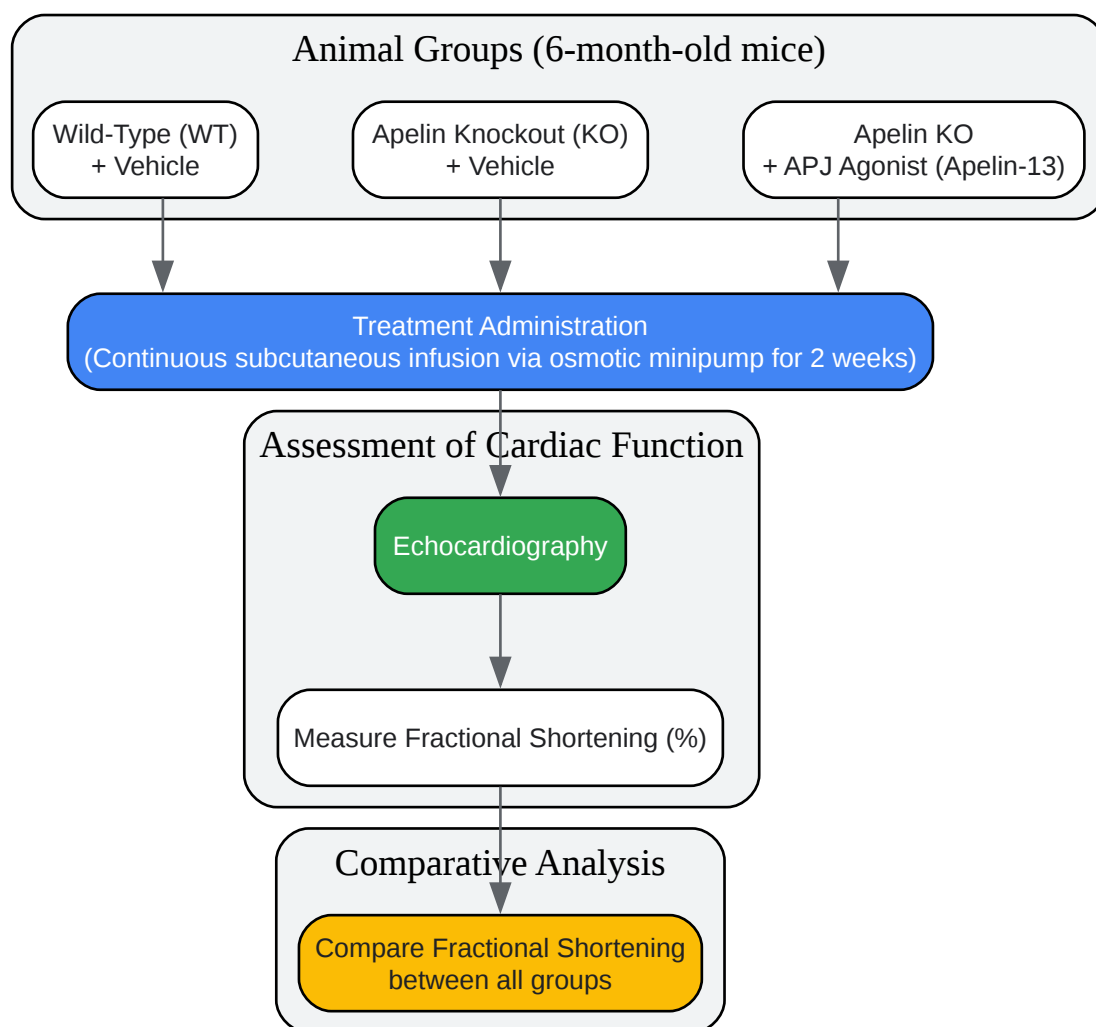 Animal Groups (6-month-old mice)
Wild-Type (WT)
+ Vehicle
Apelin Knockout (KO)
+ Vehicle
Apelin KO
+ APJ Agonist (Apelin-13)
Treatment Administration
(Continuous subcutaneous infusion via osmotic minipump for 2 weeks)
Assessment of Cardiac Function
Echocardiography
Measure Fractional Shortening (%)
Comparative Analysis
Compare Fractional Shortening
between all groups